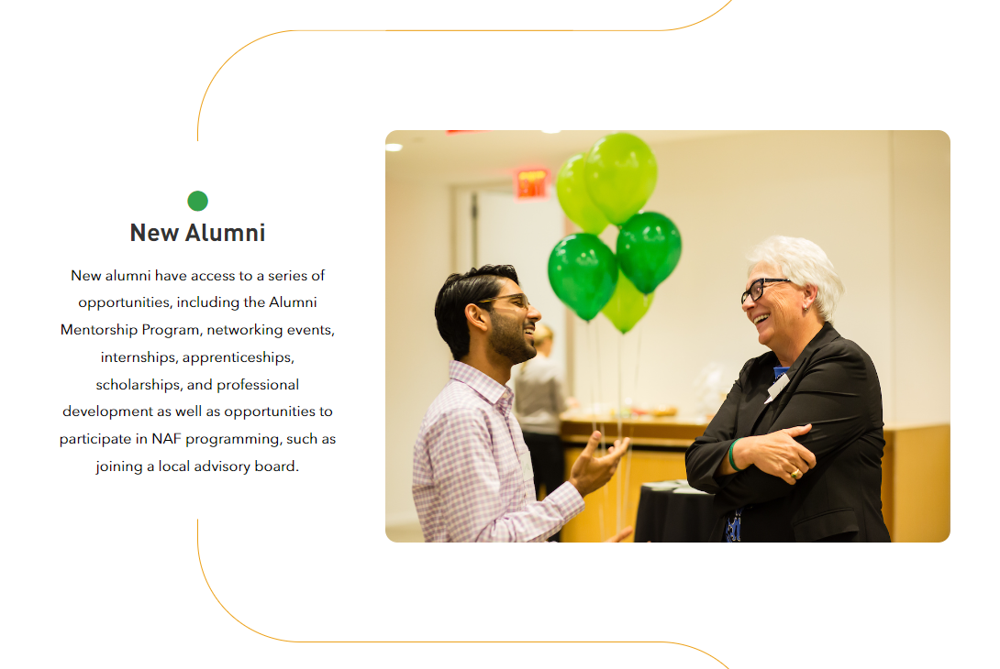 New Alumni
New alumni have access to a series of
opportunities, including the Alumni
Mentorship Program, networking events,
internships, apprenticeships,
scholarships, and professional
development as well as opportunities to
participate in NAF programming, such as
joining a local advisory board.